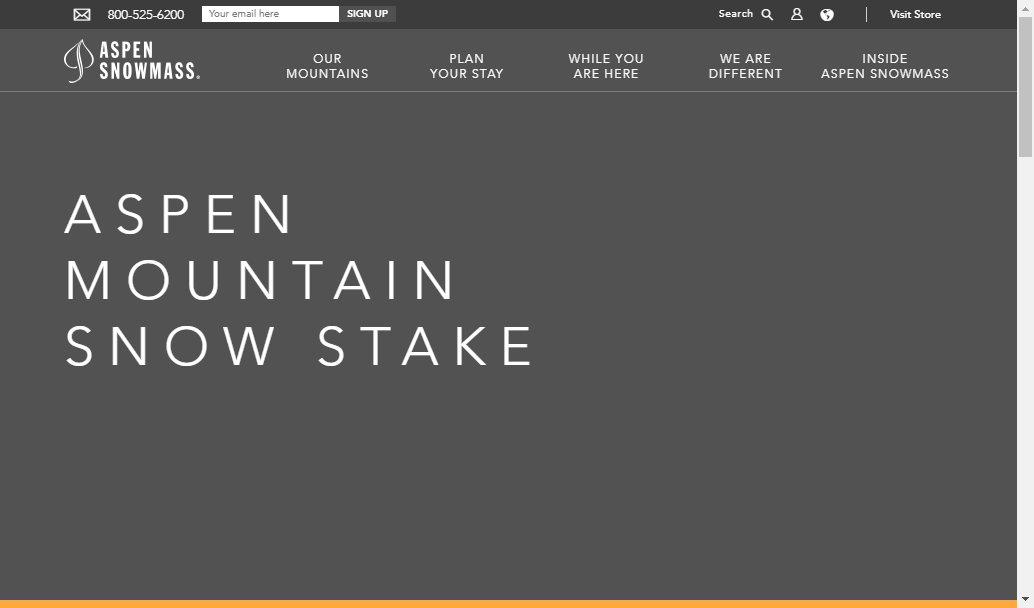 800-525-6200
Your email here
SIGN UP
Search
Visit Store
ASPEN
SNOWMASS®
OUR
MOUNTAINS
PLAN
YOUR STAY
WHILE YOU
ARE HERE
WE ARE
DIFFERENT
INSIDE
ASPEN SNOWMASS
ASPEN
MOUNTAIN
SNOW STAKE